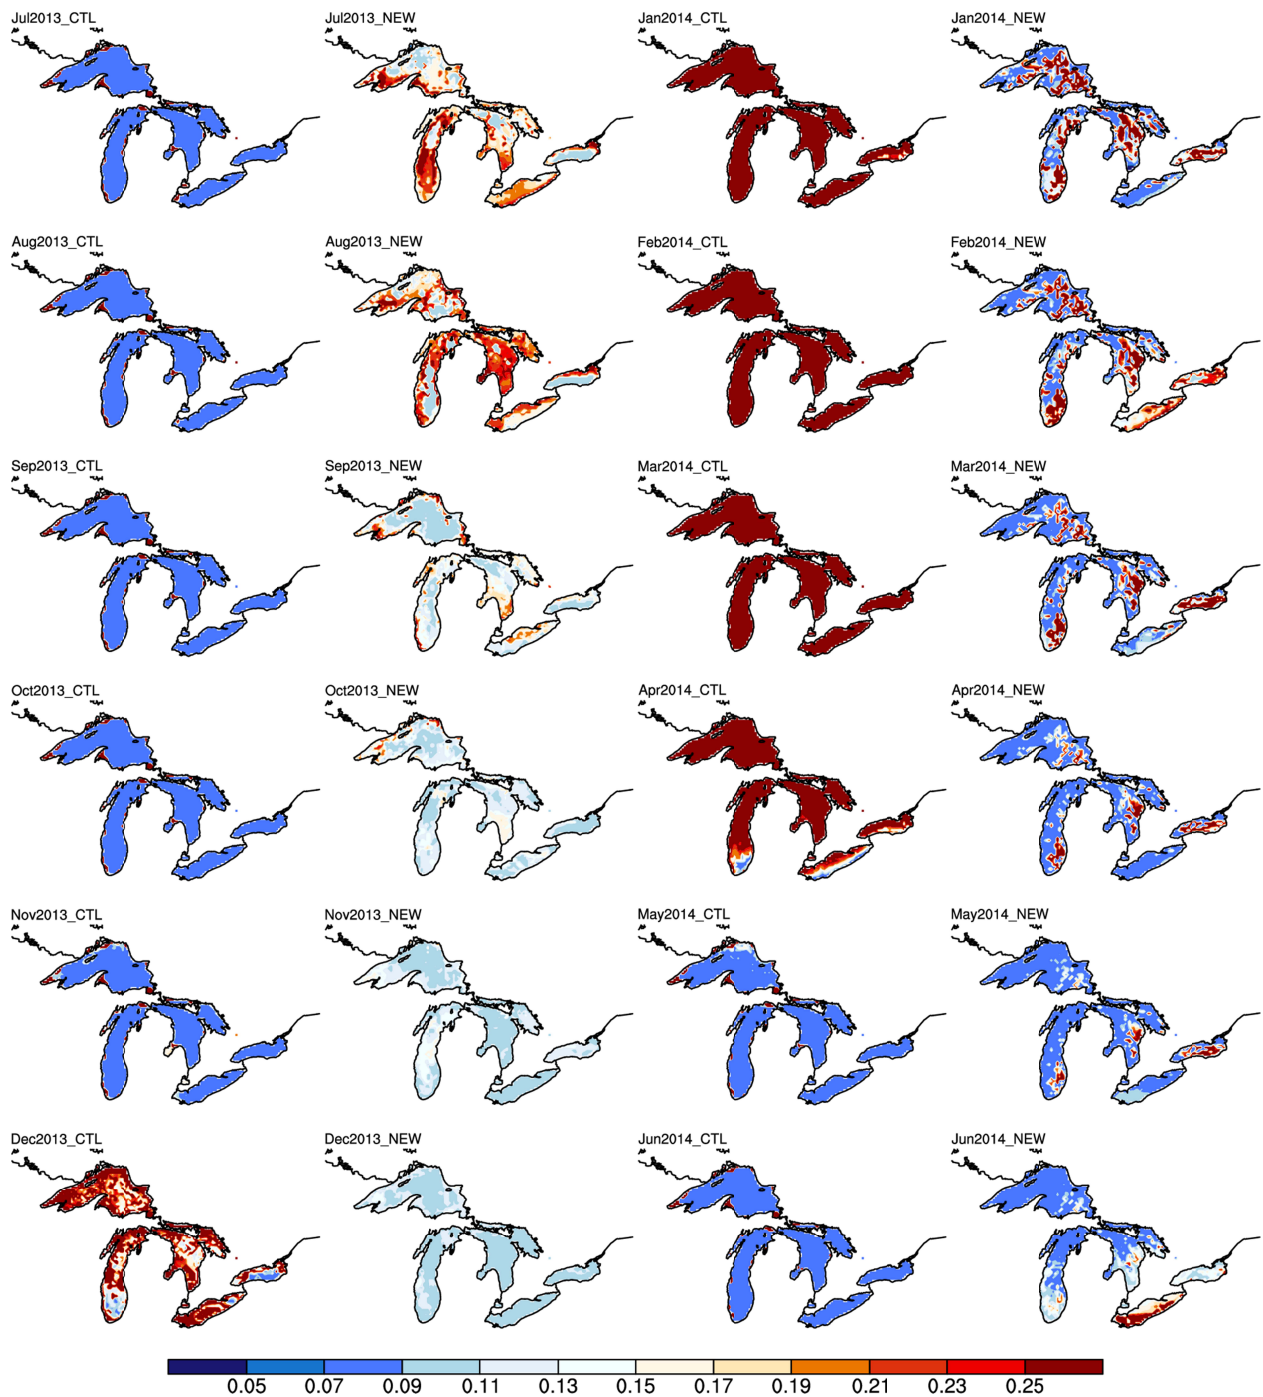 Jul2013_CTL Jul2013_NEW Jan2014_CTL Jan2014_NEW
Aug2013_CTL Aug2013_NEW Feb2014_CTL Feb2014_NEW
Sep2013_CTL Sep2013_NEW Mar2014_CTL Mar2014_NEW
Oct2013_CTL Oct2013_NEW Apr2014_CTL Apr2014_NEW
Nov2013_CTL Nov2013_NEW May2014_CTL May2014_NEW
Dec2013_CTL Dec2013_NEW Jun2014_CTL Jun2014_NEW
0.05 0.07 0.09 0.11 0.13 0.15 0.17 0.19 0.21 0.23 0.25